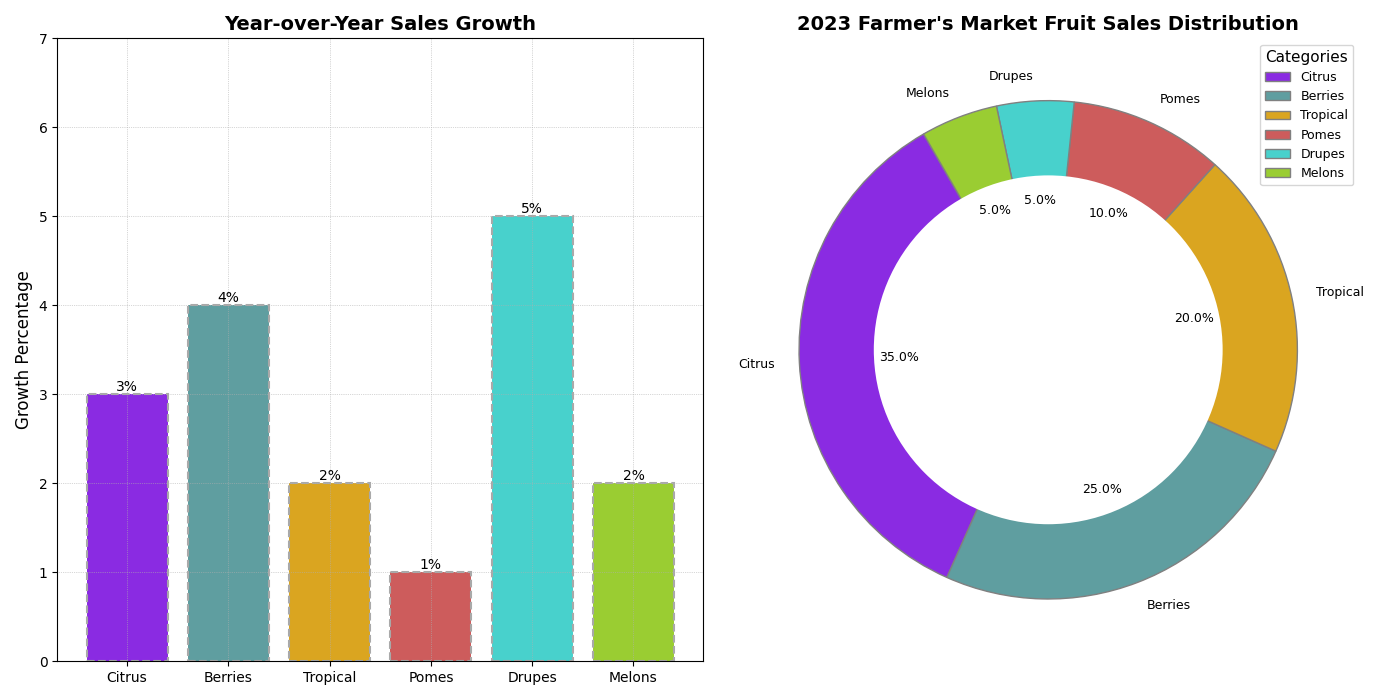 Year-over-Year Sales Growth
Growth Percentage
7
6
5
4
3
2
1
0
3%
4%
2%
1%
5%
2%
Citrus
Berries
Tropical
Pomes
Drupes
Melons
2023 Farmer's Market Fruit Sales Distribution
Categories
Citrus
Berries
Tropical
Pomes
Drupes
Melons
Drupes
Melons
Pomes
Tropical
Citrus
Berries
5.0%
5.0%
10.0%
20.0%
35.0%
25.0%